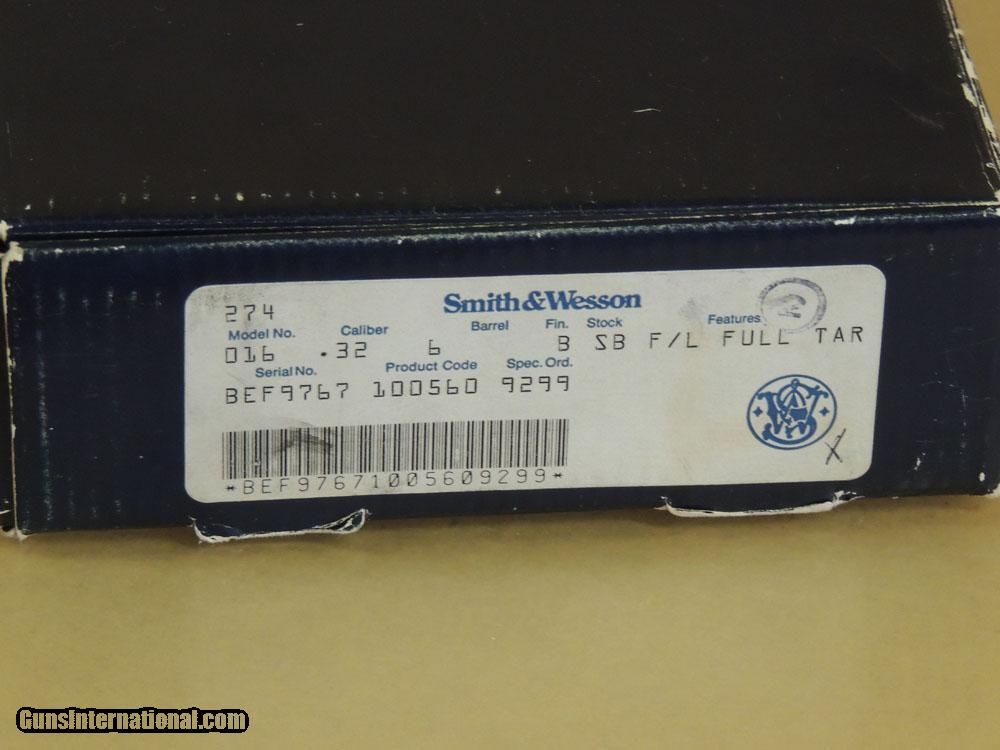 274
Smith & Wesson
Model No. Caliber Barrel Fin. Stock Features
016 .32 6 B SB F/L FULL TAR
Serial No. Product Code Spec. Ord.
BEF9767 100560 9299
*BEF97671005609299*
GunsInternational.com